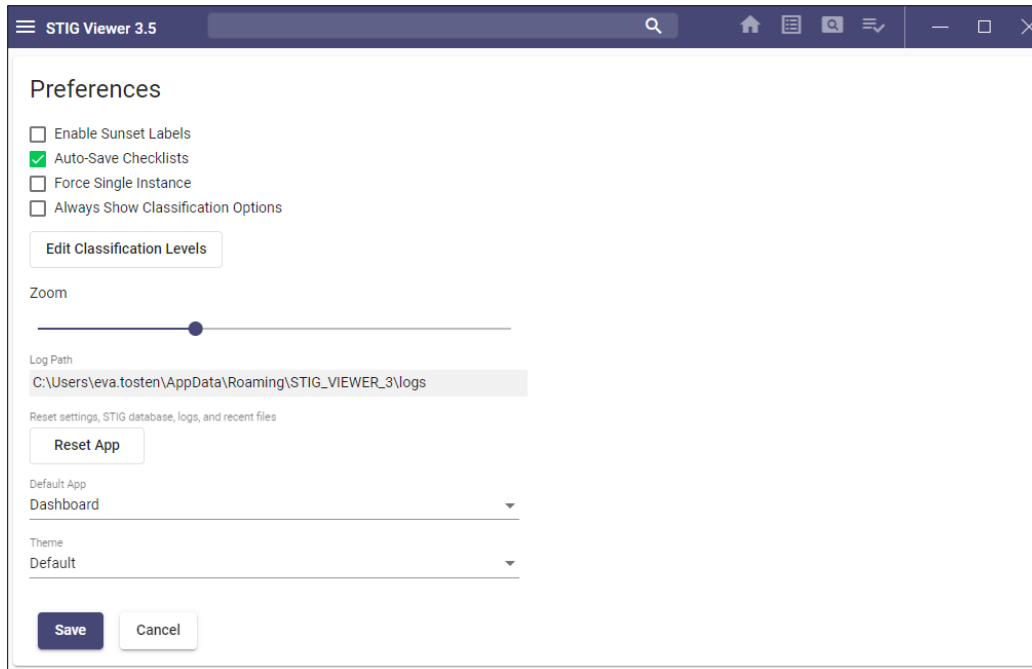 STIG Viewer 3.5
Preferences
Enable Sunset Labels
Auto-Save Checklists
Force Single Instance
Always Show Classification Options
Edit Classification Levels
Zoom
Log Path
C:\Users\eva.tosten\AppData\Roaming\STIG_VIEWER_3\logs
Reset settings, STIG database, logs, and recent files
Reset App
Default App
Dashboard
Theme
Default
Save Cancel